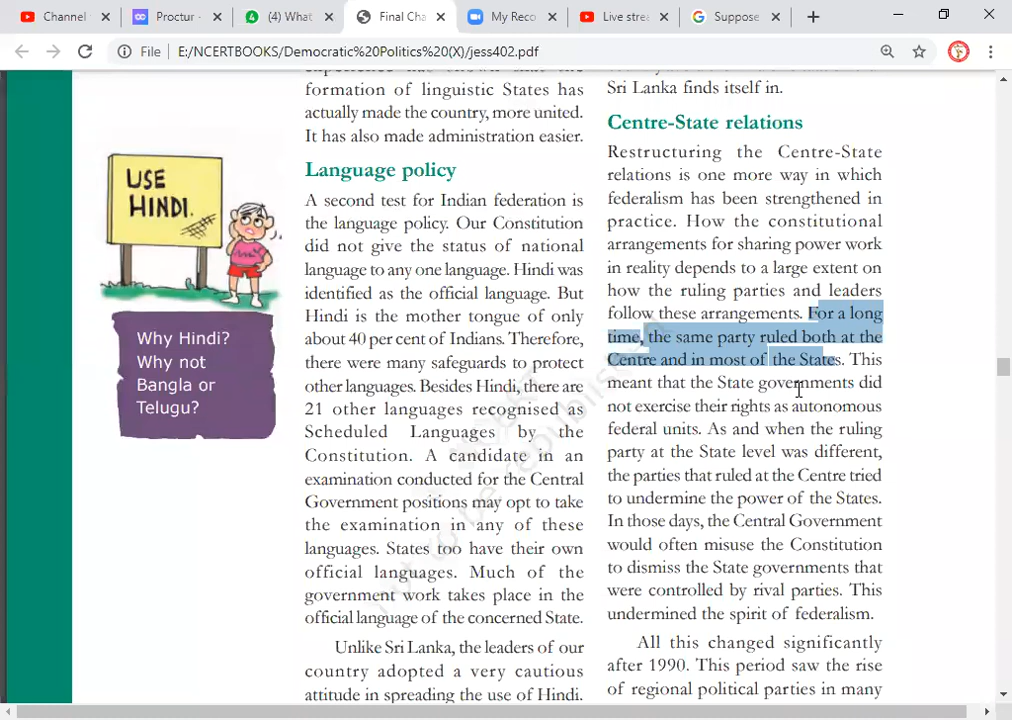 Channel
Proctur -
(4) What
Final Cha
My Reco
Live stre
Suppose
File
E:/NCERTBOOKS/Democratic%20Politics%20(X)/jess402.pdf
formation of linguistic States has
actually made the country, more united.
It has also made administration easier.
Language policy
A second test for Indian federation is
the language policy. Our Constitution
did not give the status of national
language to any one language. Hindi was
identified as the official language. But
Hindi is the mother tongue of only
about 40 per cent of Indians. Therefore,
there were many safeguards to protect
other languages. Besides Hindi, there are
21 other languages recognised as
Scheduled Languages by the
Constitution. A candidate in an
examination conducted for the Central
Government positions may opt to take
the examination in any of these
languages. States too have their own
official languages. Much of the
government work takes place in the
official language of the concerned State.
Unlike Sri Lanka, the leaders of our
country adopted a very cautious
attitude in spreading the use of Hindi.
USE
HINDI.
Why Hindi?
Why not
Bangla or
Telugu?
Sri Lanka finds itself in.
Centre-State relations
Restructuring the Centre-State
relations is one more way in which
federalism has been strengthened in
practice. How the constitutional
arrangements for sharing power work
in reality depends to a large extent on
how the ruling parties and leaders
follow these arrangements. For a long
time, the same party ruled both at the
Centre and in most of the States. This
meant that the State governments did
not exercise their rights as autonomous
federal units. As and when the ruling
party at the State level was different,
the parties that ruled at the Centre tried
to undermine the power of the States.
In those days, the Central Government
would often misuse the Constitution
to dismiss the State governments that
were controlled by rival parties. This
undermined the spirit of federalism.
All this changed significantly
after 1990. This period saw the rise
of regional political parties in many